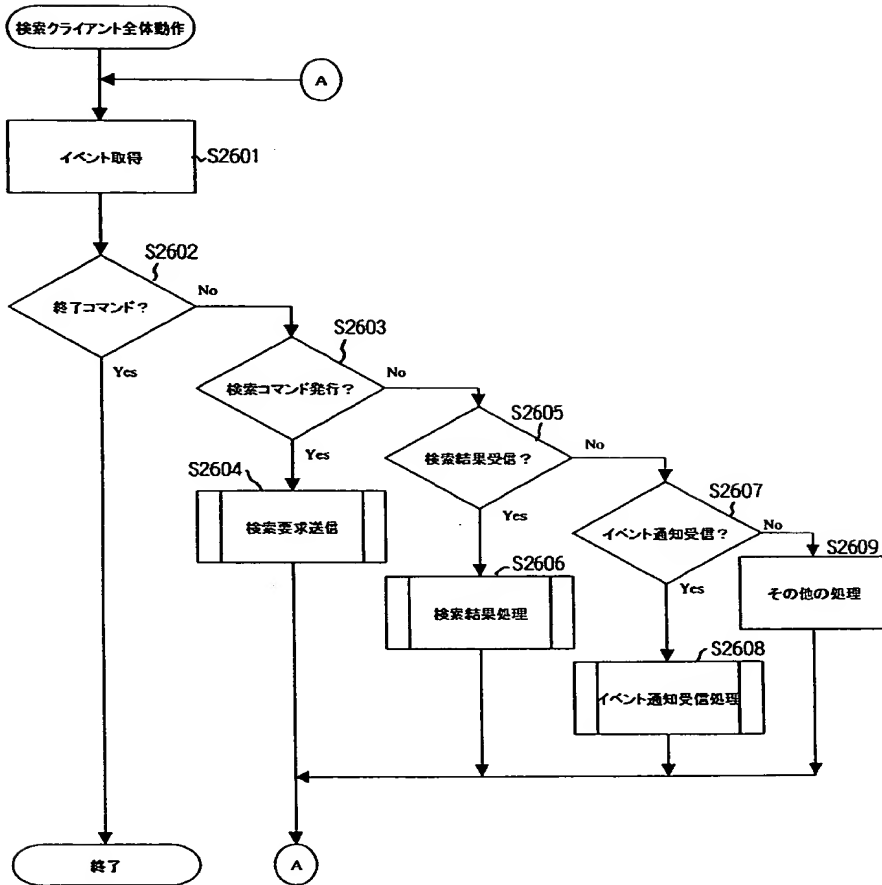 検索クライアント全体動作
A
イベント取得
S2601
S2602
終了コマンド?
No
Yes
S2603
検索コマンド発行?
No
Yes
S2604
検索要求送信
S2605
検索結果受信?
No
Yes
S2606
検索結果処理
S2607
イベント通知受信?
No
Yes
S2608
イベント通知受信処理
S2609
その他の処理
終了
A